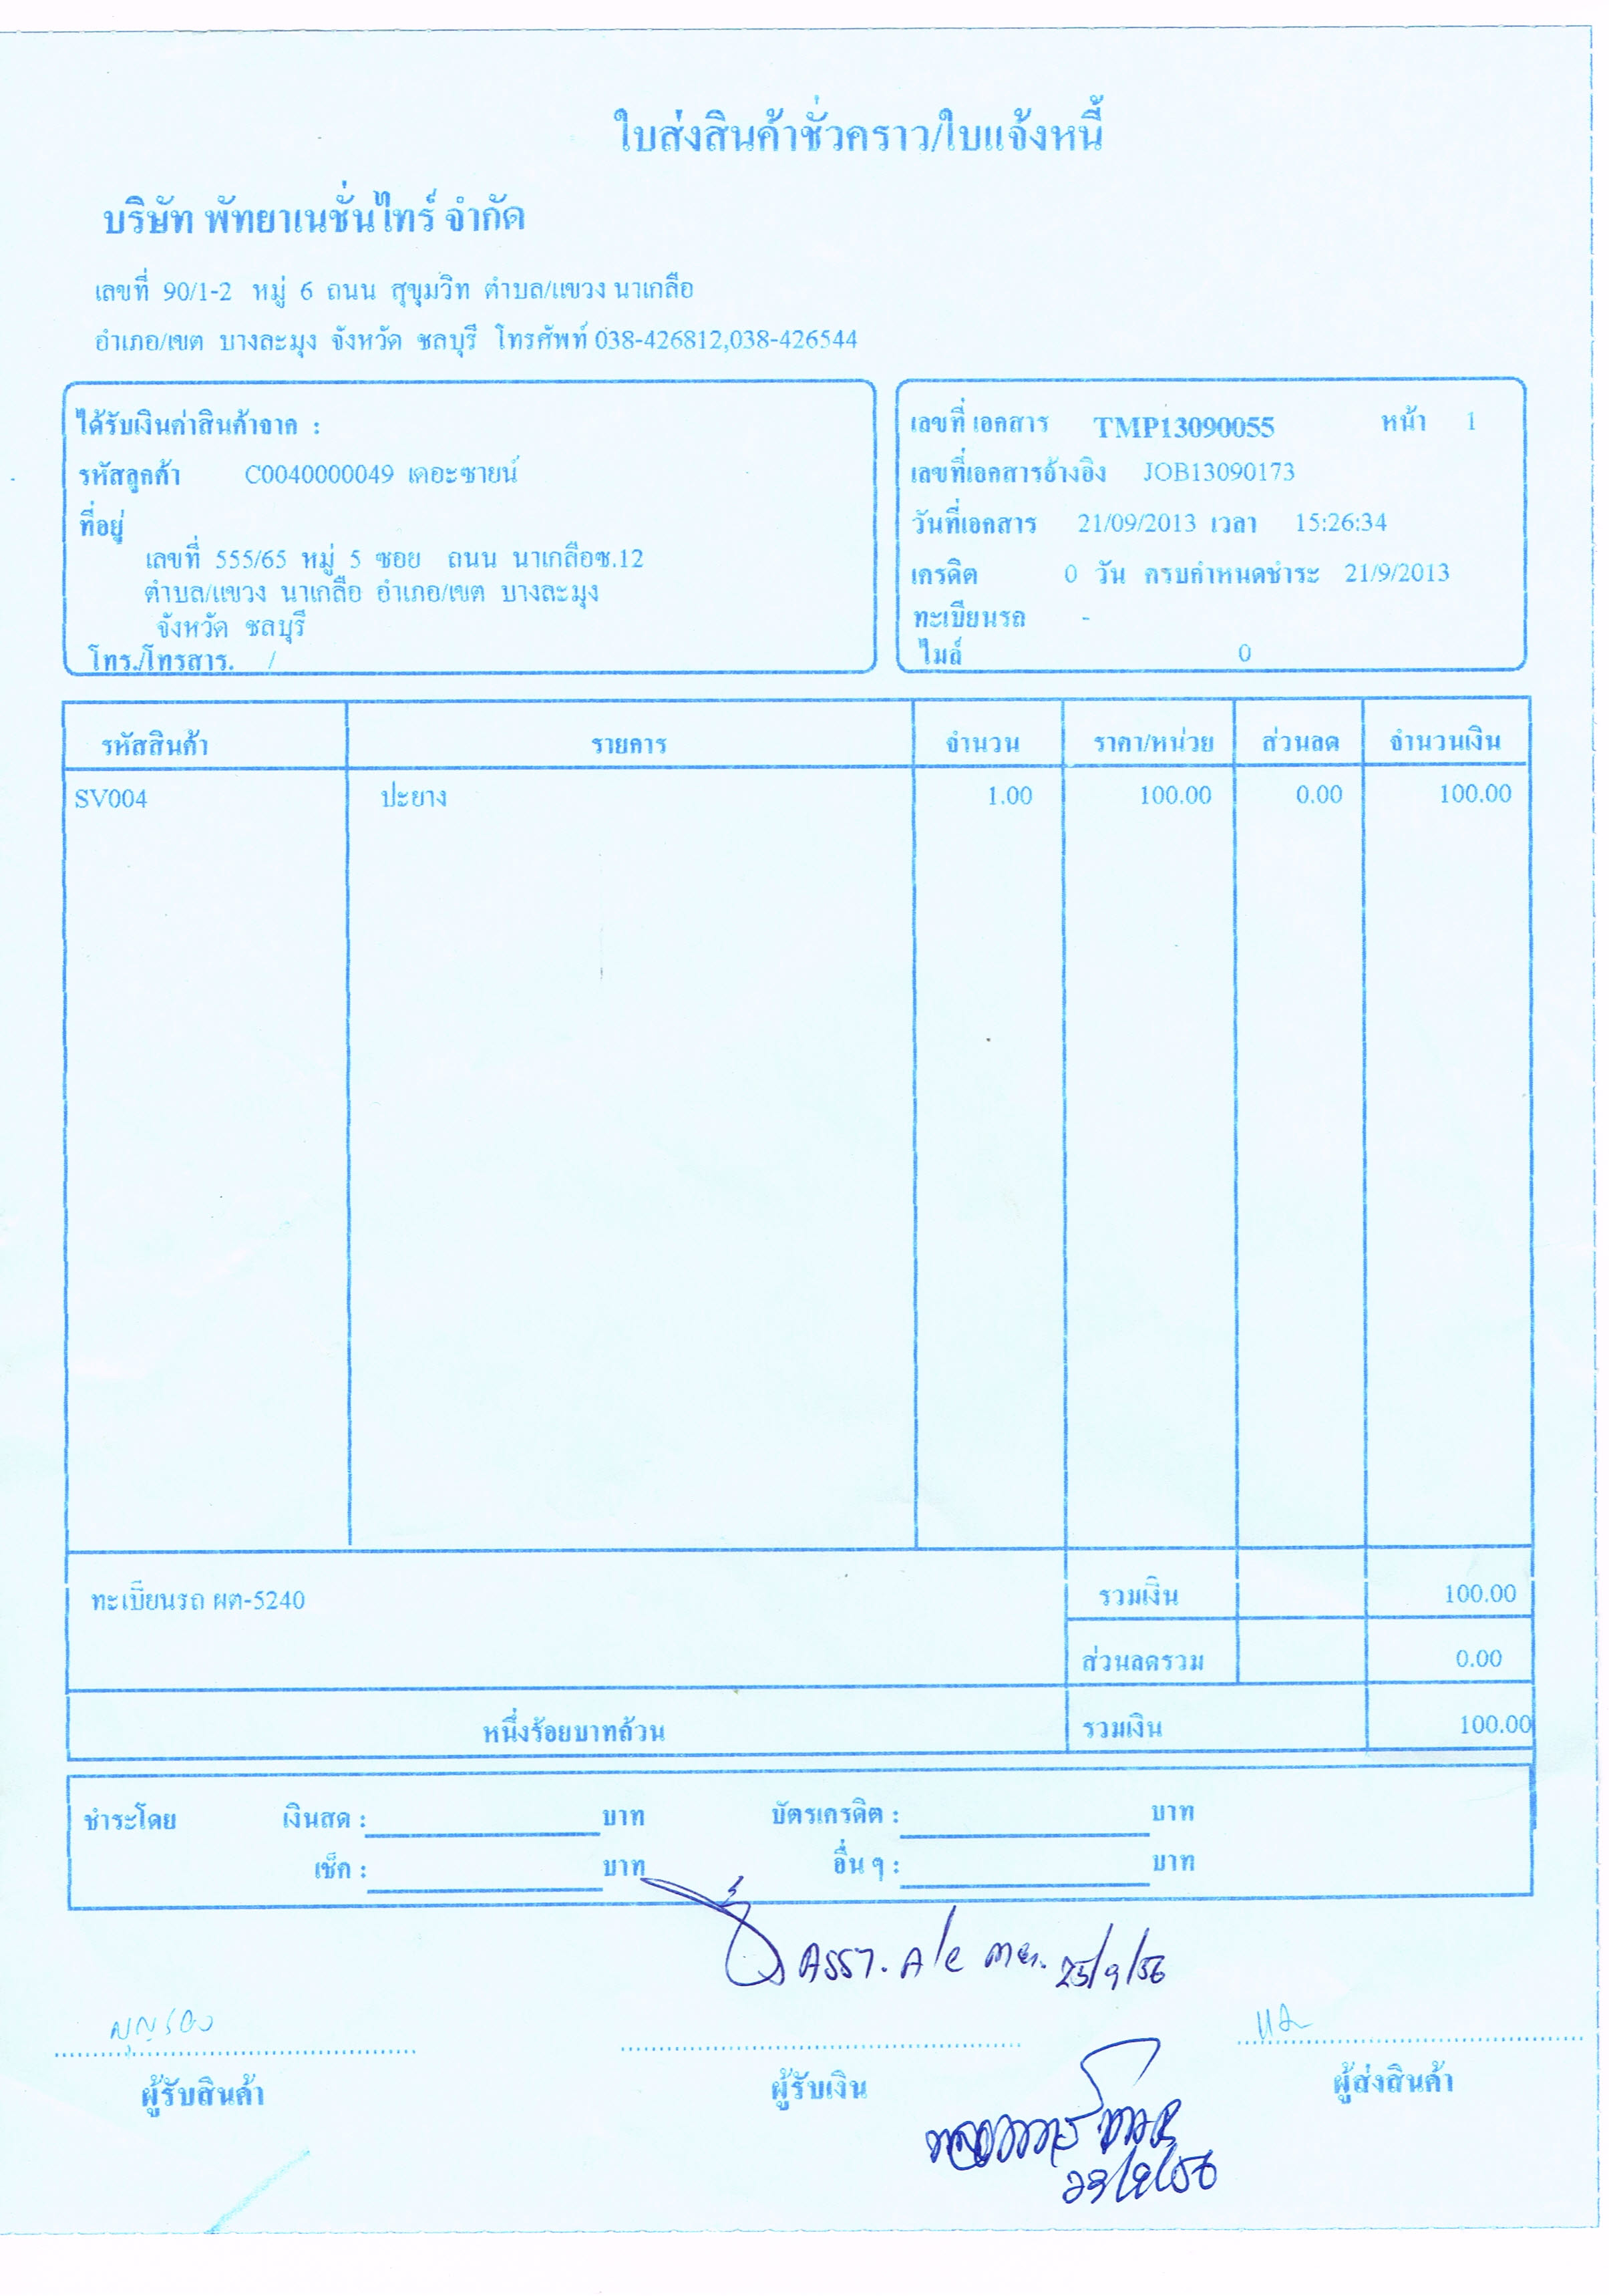 ใบส่งสินค้าชั่วคราว/ใบแจ้งหนี้
บริษัท พัทยาเนชั่นไทร์ จำกัด
เลขที่ 90/1-2 หมู่ 6 ถนน สุขุมวิท ตำบล/แขวง นาเกลือ
อำเภอ/เขต บางละมุง จังหวัด ชลบุรี โทรศัพท์ 038-426812,038-426544
ได้รับเงินค่าสินค้าจาก :
รหัสลูกค้า C0040000049 เดอะซายน์
ที่อยู่
เลขที่ 555/65 หมู่ 5 ซอย ถนน นาเกลือซ.12
ตำบล/แขวง นาเกลือ อำเภอ/เขต บางละมุง
จังหวัด ชลบุรี
โทร./โทรสาร. /
เลขที่ เอกสาร TMP13090055 หน้า 1
เลขที่เอกสารอ้างอิง JOB13090173
วันที่เอกสาร 21/09/2013 เวลา 15:26:34
เครดิต 0 วัน ครบกำหนดชำระ 21/9/2013
ทะเบียนรถ -
ไมล์ 0
รหัสสินค้า รายการ จำนวน ราคา/หน่วย ส่วนลด จำนวนเงิน
SV004 ปะยาง 1.00 100.00 0.00 100.00
ทะเบียนรถ ผต-5240 รวมเงิน 100.00
ส่วนลดรวม 0.00
หนึ่งร้อยบาทถ้วน รวมเงิน 100.00
ชำระโดย เงินสด : บาท บัตรเครดิต : บาท
เช็ค : บาท อื่น ๆ : บาท
ASST. A/C 25/9/56
ผู้รับสินค้า ผู้รับเงิน ผู้ส่งสินค้า
23/9/56